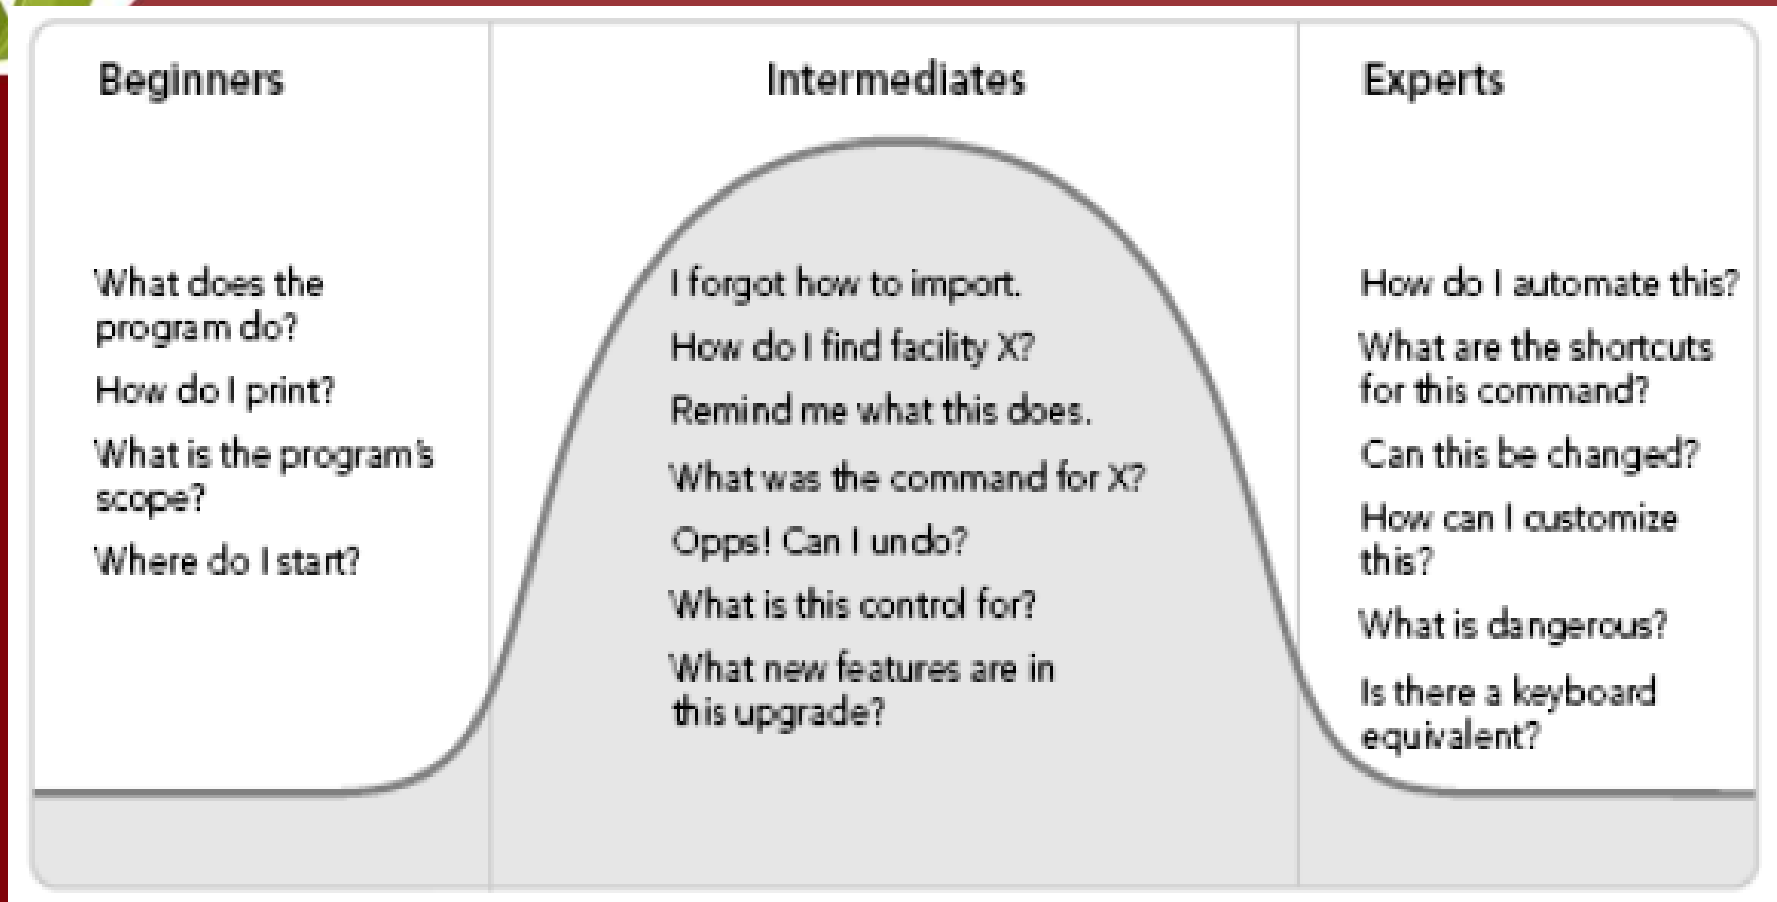 Beginners
What does the
program do?
How do I print?
What is the program's
scope?
Where do I start?
Intermediates
I forgot how to import.
How do I find facility X?
Remind me what this does.
What was the command for X?
Opps! Can I undo?
What is this control for?
What new features are in
this upgrade?
Experts
How do I automate this?
What are the shortcuts
for this command?
Can this be changed?
How can I customize
this?
What is dangerous?
Is there a keyboard
equivalent?